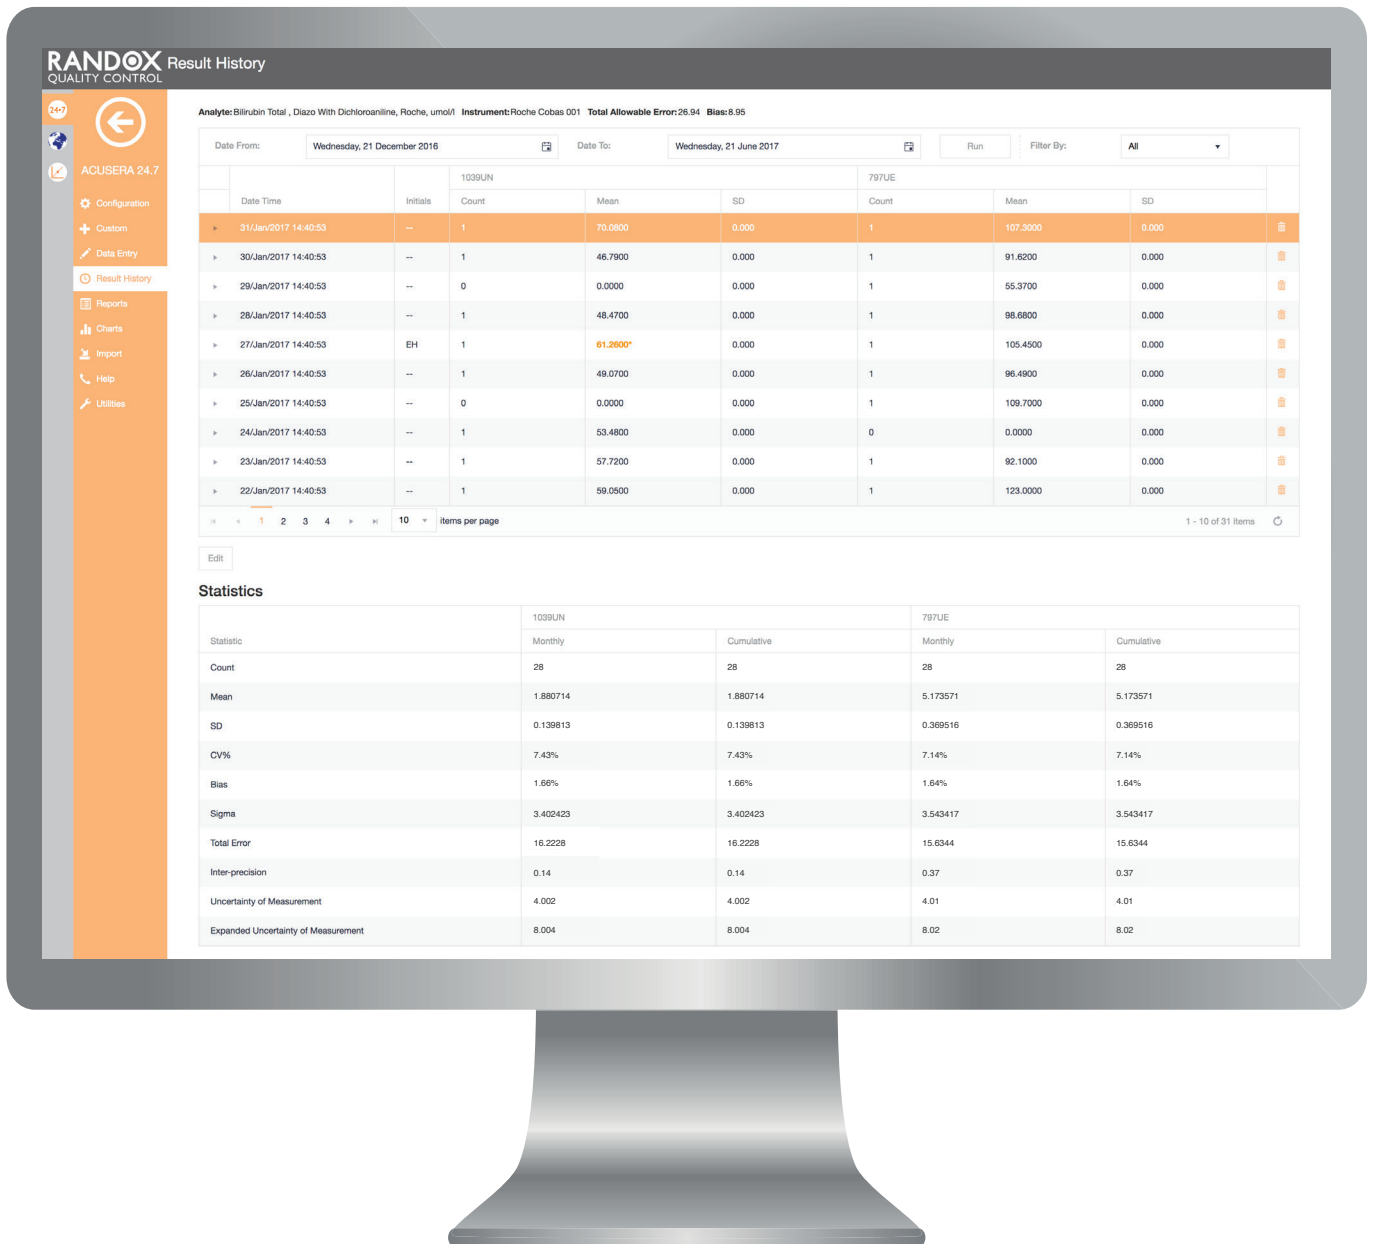 RANDOX Result History
QUALITY CONTROL
24•7
ACUSERA 24.7
Configuration
Custom
Data Entry
Result History
Reports
Charts
Import
Help
Utilities
Analyte: Bilirubin Total , Diazo With Dichloroaniline, Roche, umol/l Instrument: Roche Cobas 001 Total Allowable Error: 26.94 Bias: 8.95
Date From: Wednesday, 21 December 2016 Date To: Wednesday, 21 June 2017 Run Filter By: All
1039UN 797UE
Date Time Initials Count Mean SD Count Mean SD
31/Jan/2017 14:40:53 -- 1 70.0800 0.000 1 107.3000 0.000
30/Jan/2017 14:40:53 -- 1 46.7900 0.000 1 91.6200 0.000
29/Jan/2017 14:40:53 -- 0 0.0000 0.000 1 55.3700 0.000
28/Jan/2017 14:40:53 -- 1 48.4700 0.000 1 98.6800 0.000
27/Jan/2017 14:40:53 EH 1 61.2600* 0.000 1 105.4500 0.000
26/Jan/2017 14:40:53 -- 1 49.0700 0.000 1 96.4900 0.000
25/Jan/2017 14:40:53 -- 0 0.0000 0.000 1 109.7000 0.000
24/Jan/2017 14:40:53 -- 1 53.4800 0.000 0 0.0000 0.000
23/Jan/2017 14:40:53 -- 1 57.7200 0.000 1 92.1000 0.000
22/Jan/2017 14:40:53 -- 1 59.0500 0.000 1 123.0000 0.000
1 2 3 4 10 items per page 1 - 10 of 31 items
Edit
Statistics
1039UN 797UE
Statistic Monthly Cumulative Monthly Cumulative
Count 28 28 28 28
Mean 1.880714 1.880714 5.173571 5.173571
SD 0.139813 0.139813 0.369516 0.369516
CV% 7.43% 7.43% 7.14% 7.14%
Bias 1.66% 1.66% 1.64% 1.64%
Sigma 3.402423 3.402423 3.543417 3.543417
Total Error 16.2228 16.2228 15.6344 15.6344
Inter-precision 0.14 0.14 0.37 0.37
Uncertainty of Measurement 4.002 4.002 4.01 4.01
Expanded Uncertainty of Measurement 8.004 8.004 8.02 8.02